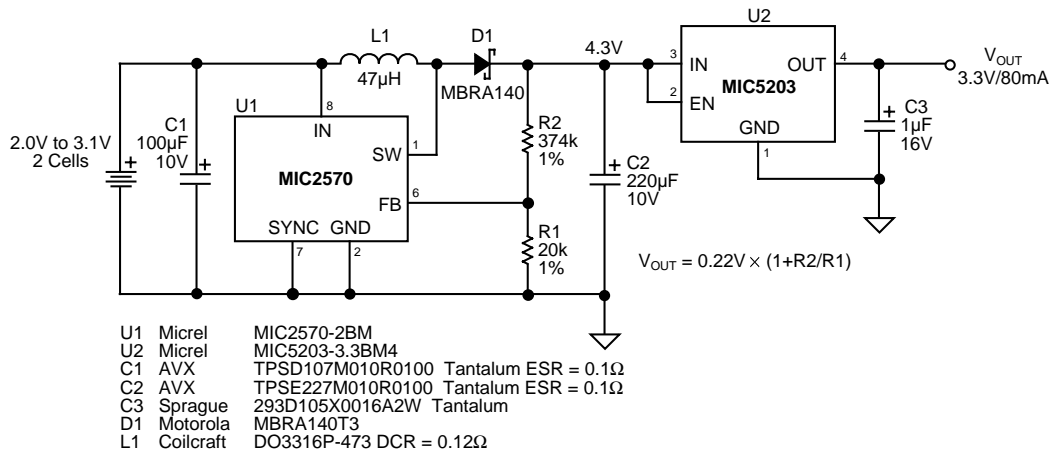 U2
L1
D1
4.3V
3
IN
OUT
4
V_OUT
3.3V/80mA
47µH
MBRA140
2
EN
MIC5203
U1
8
IN
C3
1µF
16V
2.0V to 3.1V
2 Cells
C1
100µF
10V
R2
374k
1%
GND
1
SW
1
MIC2570
C2
220µF
10V
FB
6
SYNC
GND
7
2
R1
20k
1%
V_OUT = 0.22V × (1+R2/R1)
U1 Micrel MIC2570-2BM
U2 Micrel MIC5203-3.3BM4
C1 AVX TPSD107M010R0100 Tantalum ESR = 0.1Ω
C2 AVX TPSE227M010R0100 Tantalum ESR = 0.1Ω
C3 Sprague 293D105X0016A2W Tantalum
D1 Motorola MBRA140T3
L1 Coilcraft DO3316P-473 DCR = 0.12Ω